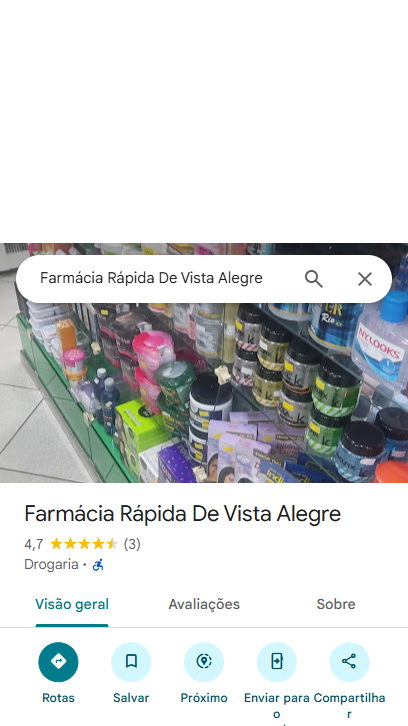 Farmácia Rápida De Vista Alegre
Rio
NYLOOKS
Farmácia Rápida De Vista Alegre
4,7 (3)
Drogaria ·
Visão geral Avaliações Sobre
Rotas Salvar Próximo Enviar para o Compartilhar